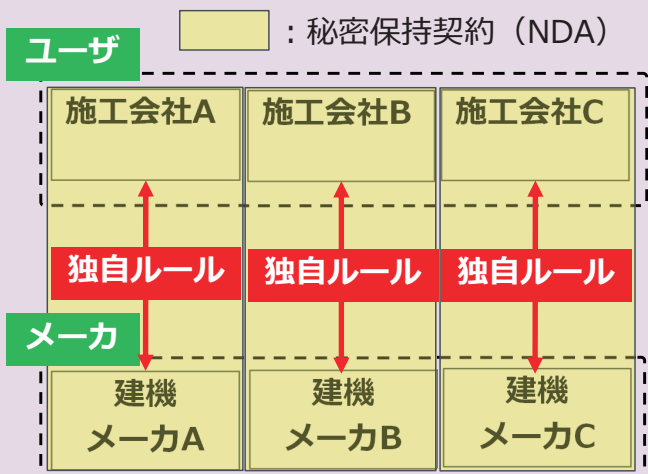 ：秘密保持契約（NDA）
ユーザ
施工会社A
施工会社B
施工会社C
独自ルール
独自ルール
独自ルール
メーカ
建機
メーカA
建機
メーカB
建機
メーカC